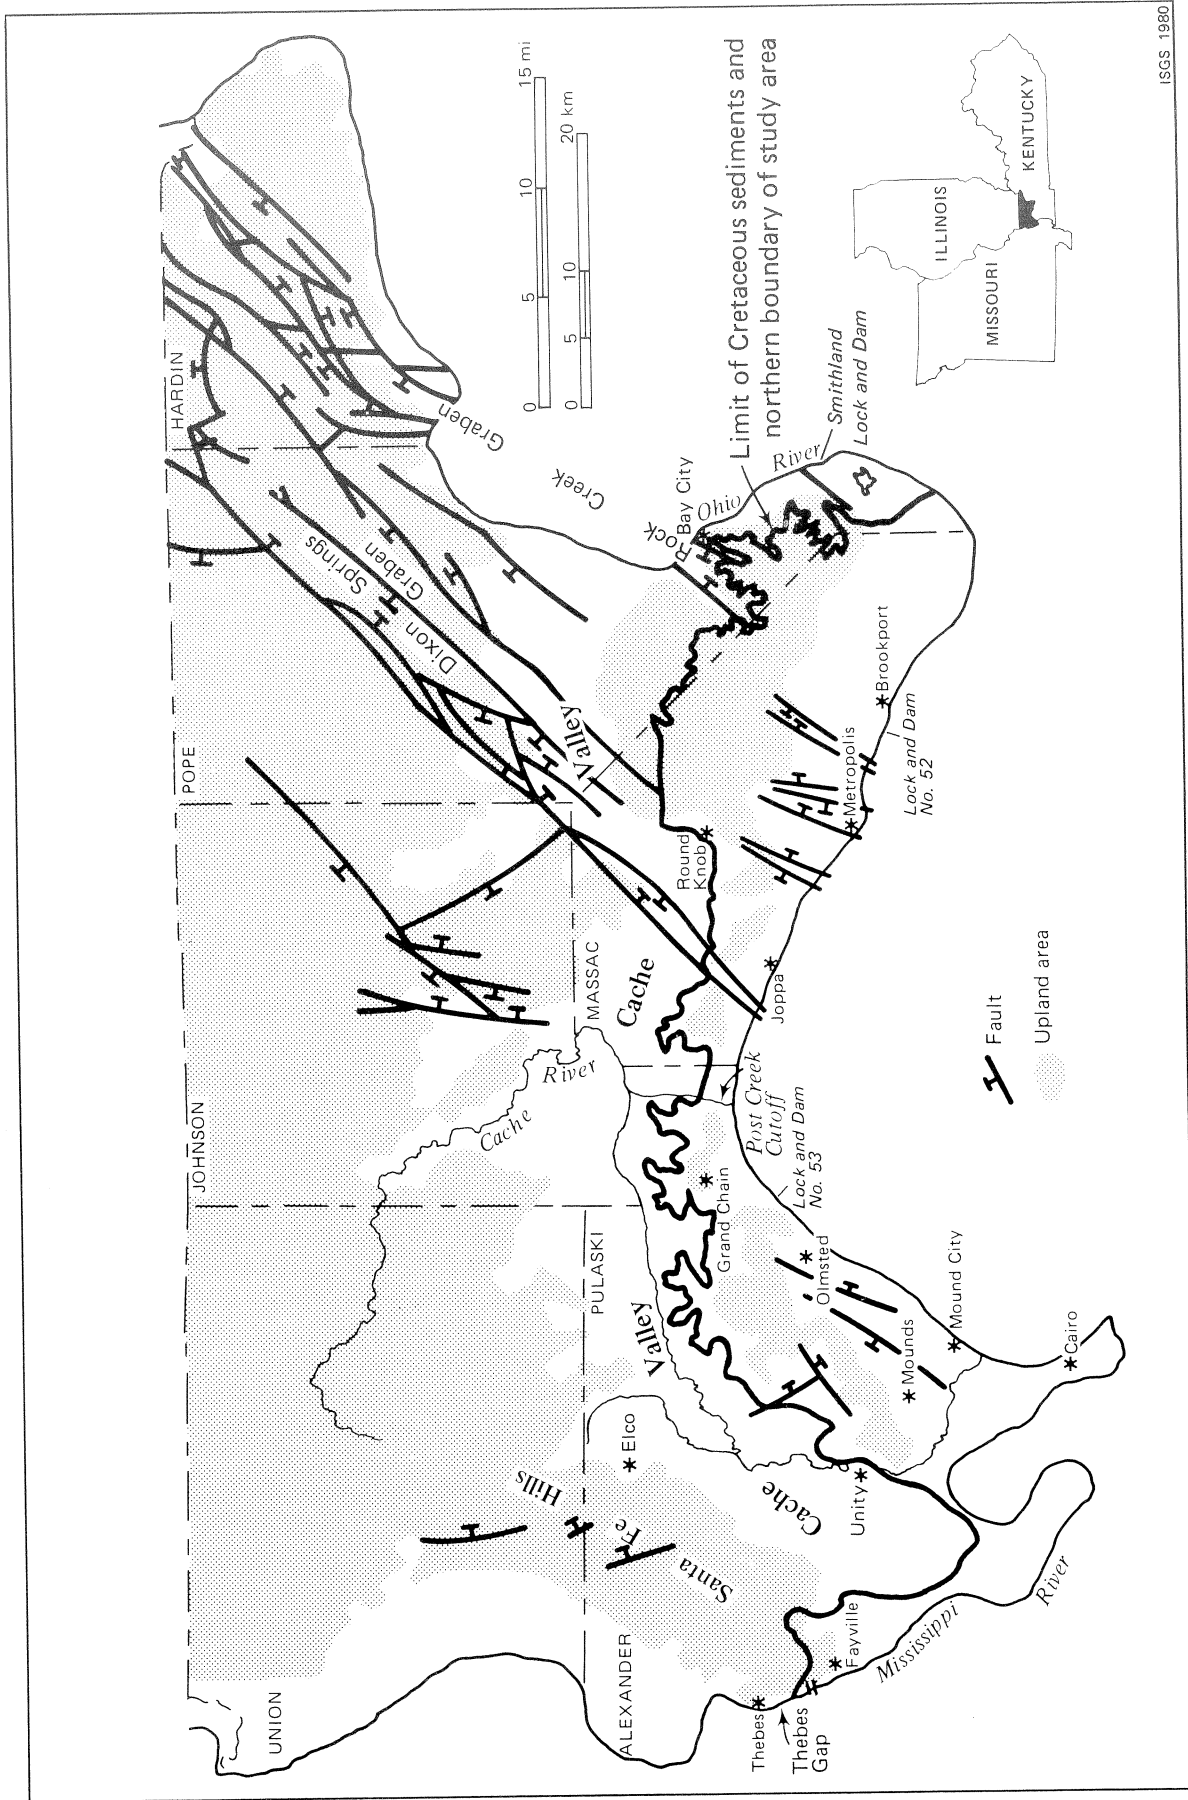 UNION
JOHNSON
POPE
HARDIN
ALEXANDER
PULASKI
MASSAC
Thebes
Thebes
Gap
Fayville
Santa
Fe
Hills
Elco
Unity
Cache
Valley
Mississippi
River
Cairo
Mound City
Mounds
Olmsted
Grand Chain
Lock and Dam
No. 53
Post Creek
Cutoff
Cache
River
Cache
Valley
Joppa
Round
Knob
Metropolis
Lock and Dam
No. 52
Brookport
Dixon
Springs
Graben
Rock
Creek
Graben
Bay City
Ohio
River
Smithland
Lock and Dam
Limit of Cretaceous sediments and
northern boundary of study area
0 5 10 15 mi
0 5 10 20 km
Fault
Upland area
MISSOURI
ILLINOIS
KENTUCKY
ISGS 1980